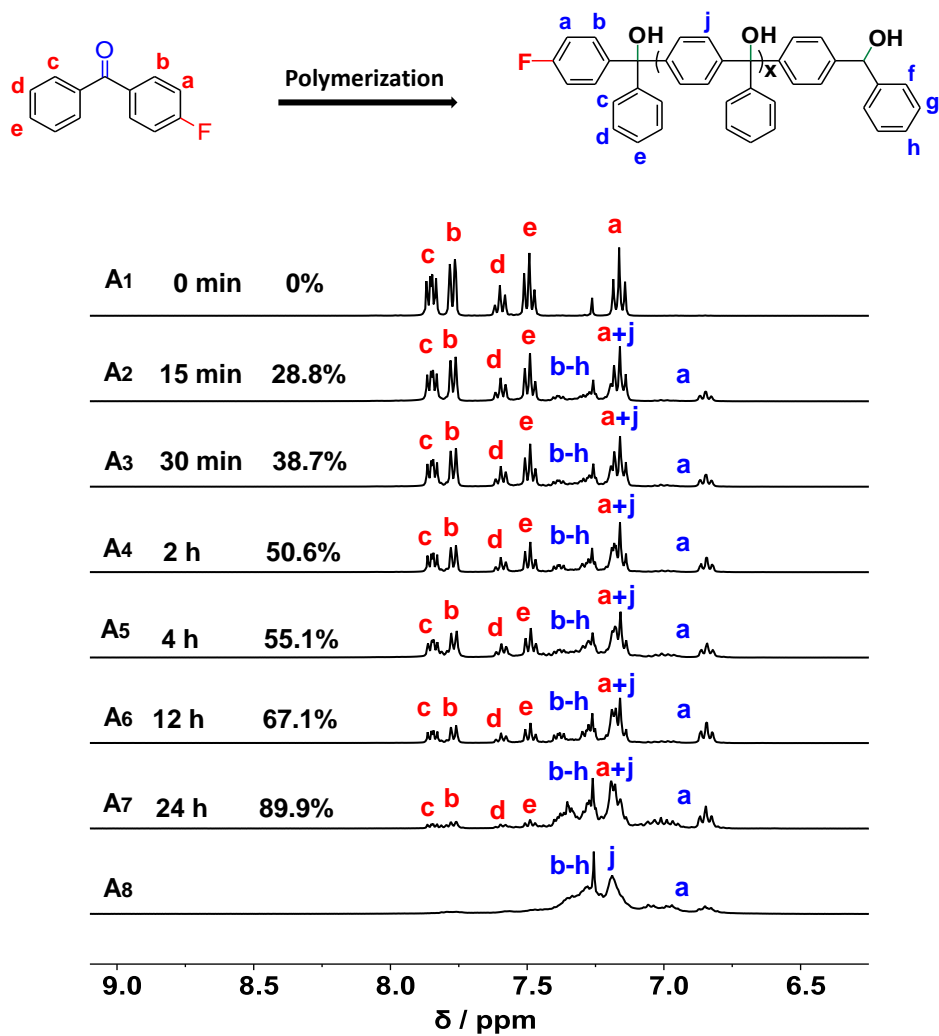 O
c
b
d
a
e
F
Polymerization
a
b
OH
j
OH
OH
F
(
)
x
c
d
e
f
g
h
A1 0 min 0% c b d e a
A2 15 min 28.8% c b d e b-h a+j a
A3 30 min 38.7% c b d e b-h a+j a
A4 2 h 50.6% c b d e b-h a+j a
A5 4 h 55.1% c b d e b-h a+j a
A6 12 h 67.1% c b d e b-h a+j a
A7 24 h 89.9% c b d e b-h a+j a
A8 b-h j a
9.0 8.5 8.0 7.5 7.0 6.5
δ / ppm